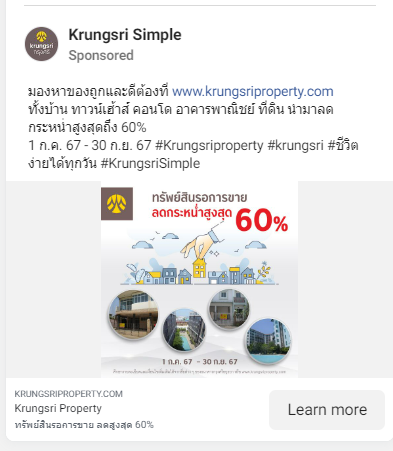 Krungsri Simple
Sponsored
krungsri
กรุงศรี
มองหาของถูกและดีต้องที่ www.krungsriproperty.com
ทั้งบ้าน ทาวน์เฮ้าส์ คอนโด อาคารพาณิชย์ ที่ดิน นำมาลด
กระหน่ำสูงสุดถึง 60%
1 ก.ค. 67 - 30 ก.ย. 67 #Krungsriproperty #krungsri #ชีวิต
ง่ายได้ทุกวัน #KrungsriSimple
ทรัพย์สินรอการขาย
ลดกระหน่ำสูงสุด 60%
1 ก.ค. 67 - 30 ก.ย. 67
KRUNGSRIPROPERTY.COM
Krungsri Property
ทรัพย์สินรอการขาย ลดสูงสุด 60%
Learn more